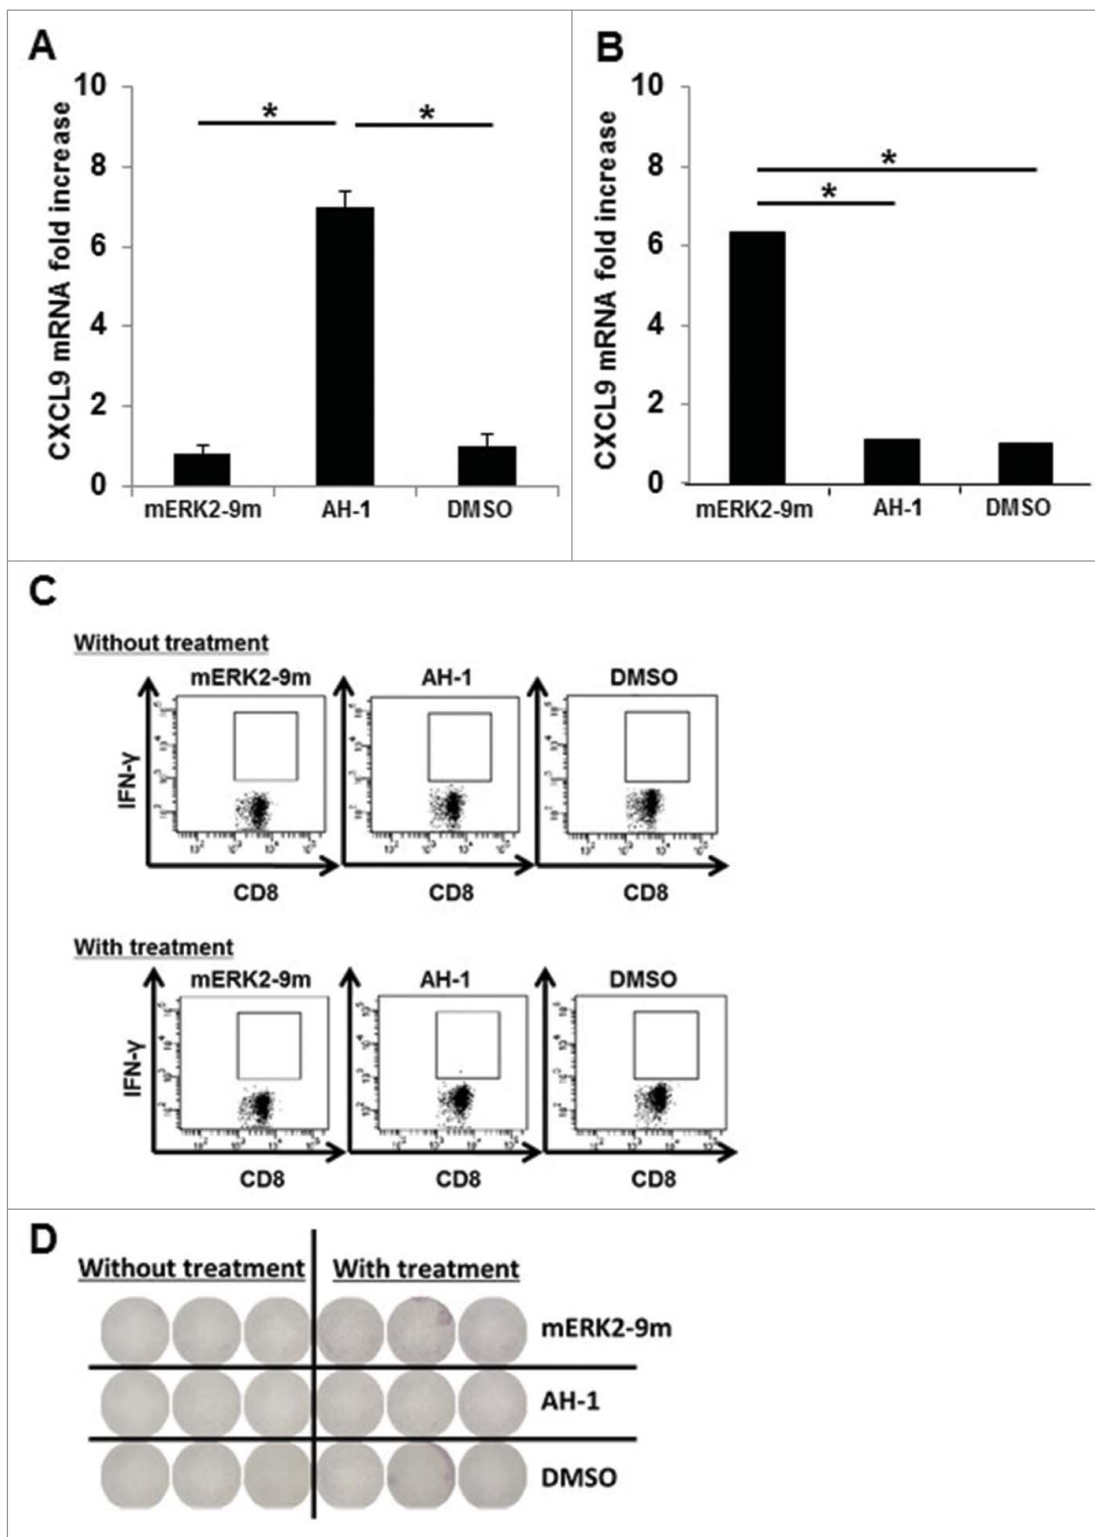 A
CXCL9 mRNA fold increase
10
8
6
4
2
0
*
*
mERK2-9m AH-1 DMSO
B
CXCL9 mRNA fold increase
10
8
6
4
2
0
*
*
mERK2-9m AH-1 DMSO
C
Without treatment
mERK2-9m AH-1 DMSO
IFN-γ
CD8 CD8 CD8
With treatment
mERK2-9m AH-1 DMSO
IFN-γ
CD8 CD8 CD8
D
Without treatment With treatment
mERK2-9m
AH-1
DMSO